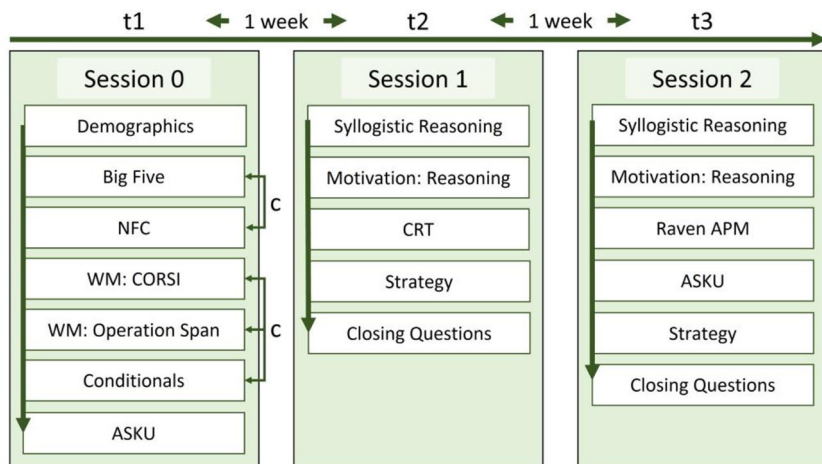 t1
1 week
t2
1 week
t3
Session 0
Demographics
Big Five
NFC
c
WM: CORSI
WM: Operation Span
c
Conditionals
ASKU
Session 1
Syllogistic Reasoning
Motivation: Reasoning
CRT
Strategy
Closing Questions
Session 2
Syllogistic Reasoning
Motivation: Reasoning
Raven APM
ASKU
Strategy
Closing Questions